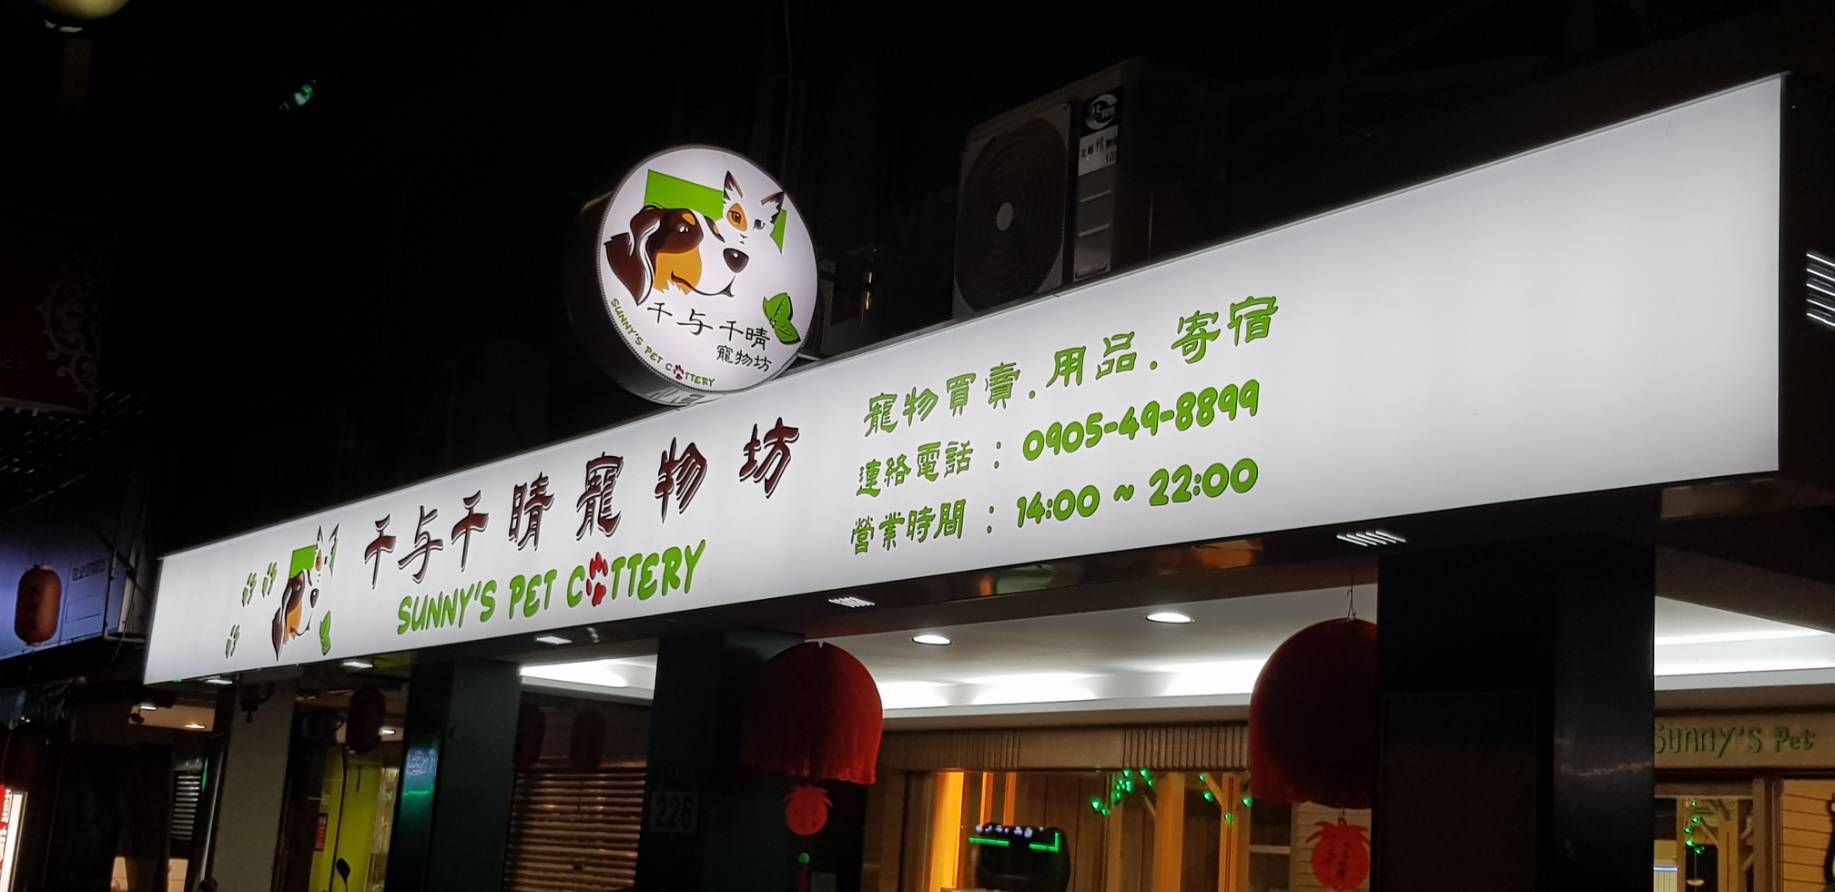 千与千晴
寵物坊
SUNNY'S PET COTTERY
千与千晴寵物坊
SUNNY'S PET COTTERY
寵物買賣.用品.寄宿
連絡電話：0905-49-8899
營業時間：14:00 ~ 22:00
226
Sunny's Pet